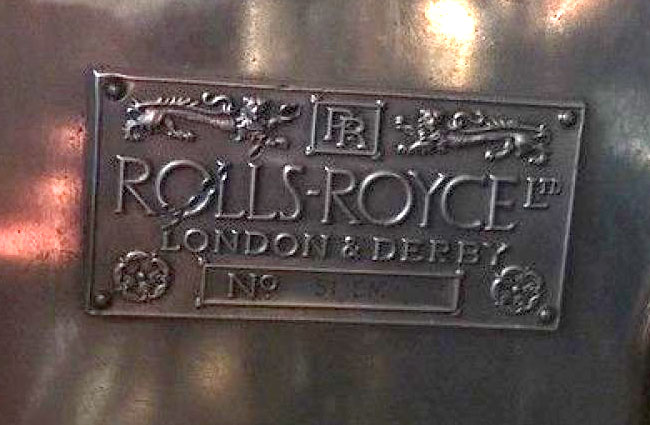 RR
ROLLS-ROYCE LTD
LONDON & DERBY
No